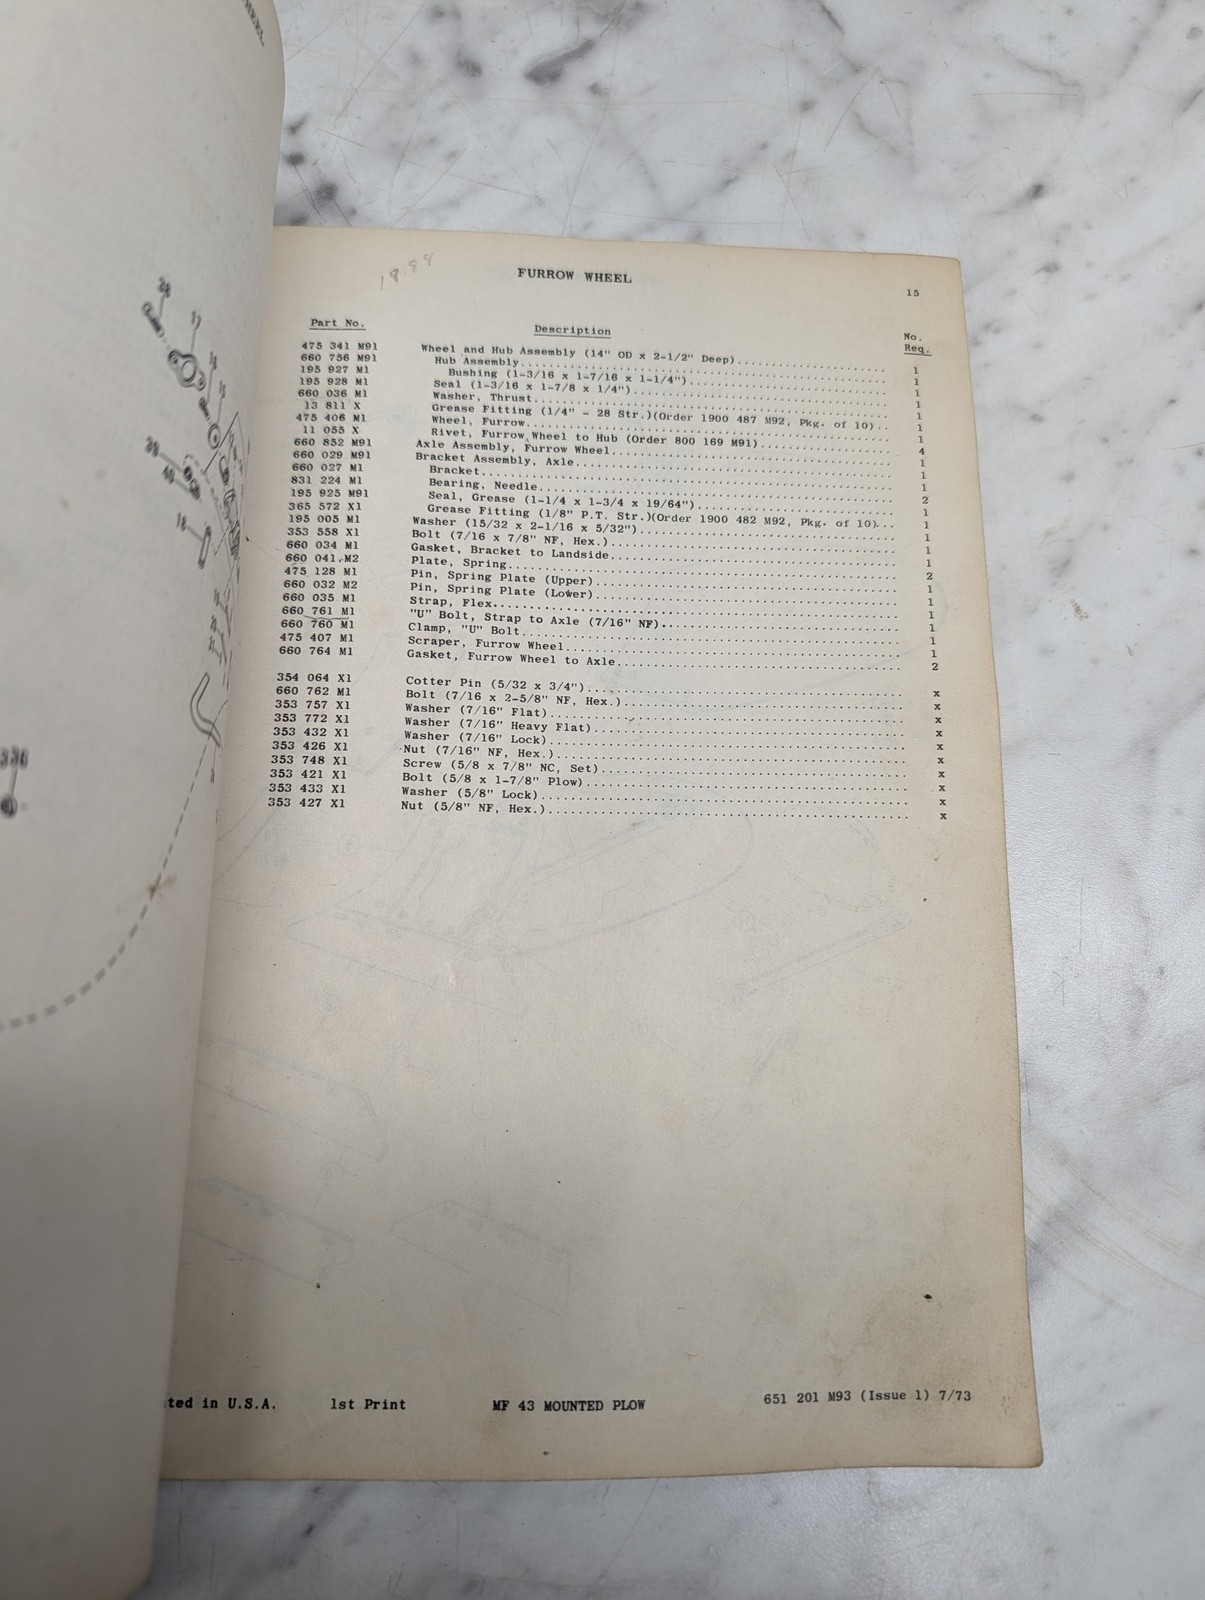 18.88
FURROW WHEEL
15
Part No. Description No. Req.
475 341 M91 Wheel and Hub Assembly (14" OD x 2-1/2" Deep)........ 1
660 756 M91 Hub Assembly........ 1
195 927 M1 Bushing (1-3/16 x 1-7/16 x 1-1/4")........ 1
195 928 M1 Seal (1-3/16 x 1-7/8 x 1/4")........ 1
660 036 M1 Washer, Thrust........ 1
13 811 X Grease Fitting (1/4" - 28 Str.)(Order 1900 487 M92, Pkg. of 10).. 1
475 406 M1 Wheel, Furrow........ 1
11 055 X Rivet, Furrow Wheel to Hub (Order 800 169 M91)........ 4
660 852 M91 Axle Assembly, Furrow Wheel........ 1
660 029 M91 Bracket Assembly, Axle........ 1
660 027 M1 Bracket........ 1
831 224 M1 Bearing, Needle........ 2
195 925 M91 Seal, Grease (1-1/4 x 1-3/4 x 19/64")........ 1
365 572 X1 Grease Fitting (1/8" P.T. Str.)(Order 1900 482 M92, Pkg. of 10)... 1
195 005 M1 Washer (15/32 x 2-1/16 x 5/32")........ 1
353 558 X1 Bolt (7/16 x 7/8" NF, Hex.)........ 1
660 034 M1 Gasket, Bracket to Landside........ 1
660 041 M2 Plate, Spring........ 2
475 128 M1 Pin, Spring Plate (Upper)........ 1
660 032 M2 Pin, Spring Plate (Lower)........ 1
660 035 M1 Strap, Flex........ 1
660 761 M1 "U" Bolt, Strap to Axle (7/16" NF)........ 1
660 760 M1 Clamp, "U" Bolt........ 1
475 407 M1 Scraper, Furrow Wheel........ 1
660 764 M1 Gasket, Furrow Wheel to Axle........ 2
354 064 X1 Cotter Pin (5/32 x 3/4")........ x
660 762 M1 Bolt (7/16 x 2-5/8" NF, Hex.)........ x
353 757 X1 Washer (7/16" Flat)........ x
353 772 X1 Washer (7/16" Heavy Flat)........ x
353 432 X1 Washer (7/16" Lock)........ x
353 426 X1 Nut (7/16" NF, Hex.)........ x
353 748 X1 Screw (5/8 x 7/8" NC, Set)........ x
353 421 X1 Bolt (5/8 x 1-7/8" Plow)........ x
353 433 X1 Washer (5/8" Lock)........ x
353 427 X1 Nut (5/8" NF, Hex.)........ x
ted in U.S.A. 1st Print MF 43 MOUNTED PLOW 651 201 M93 (Issue 1) 7/73